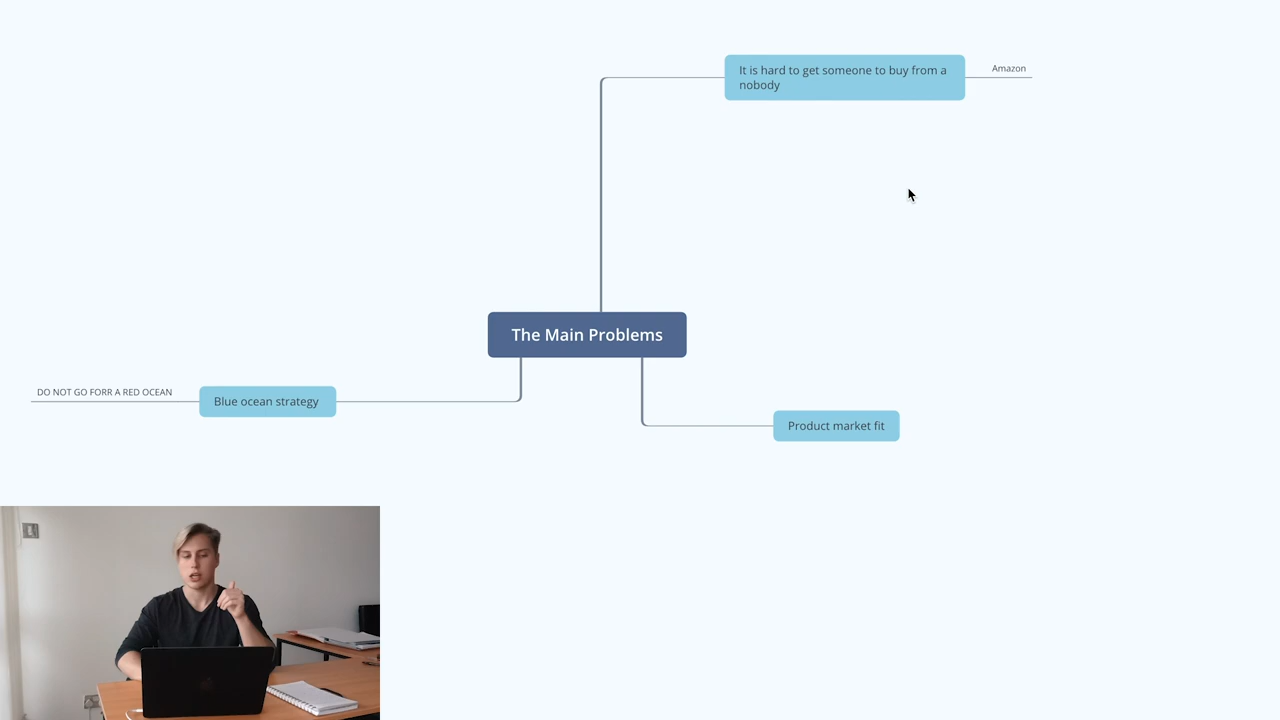 It is hard to get someone to buy from a
nobody
Amazon
The Main Problems
DO NOT GO FORR A RED OCEAN
Blue ocean strategy
Product market fit